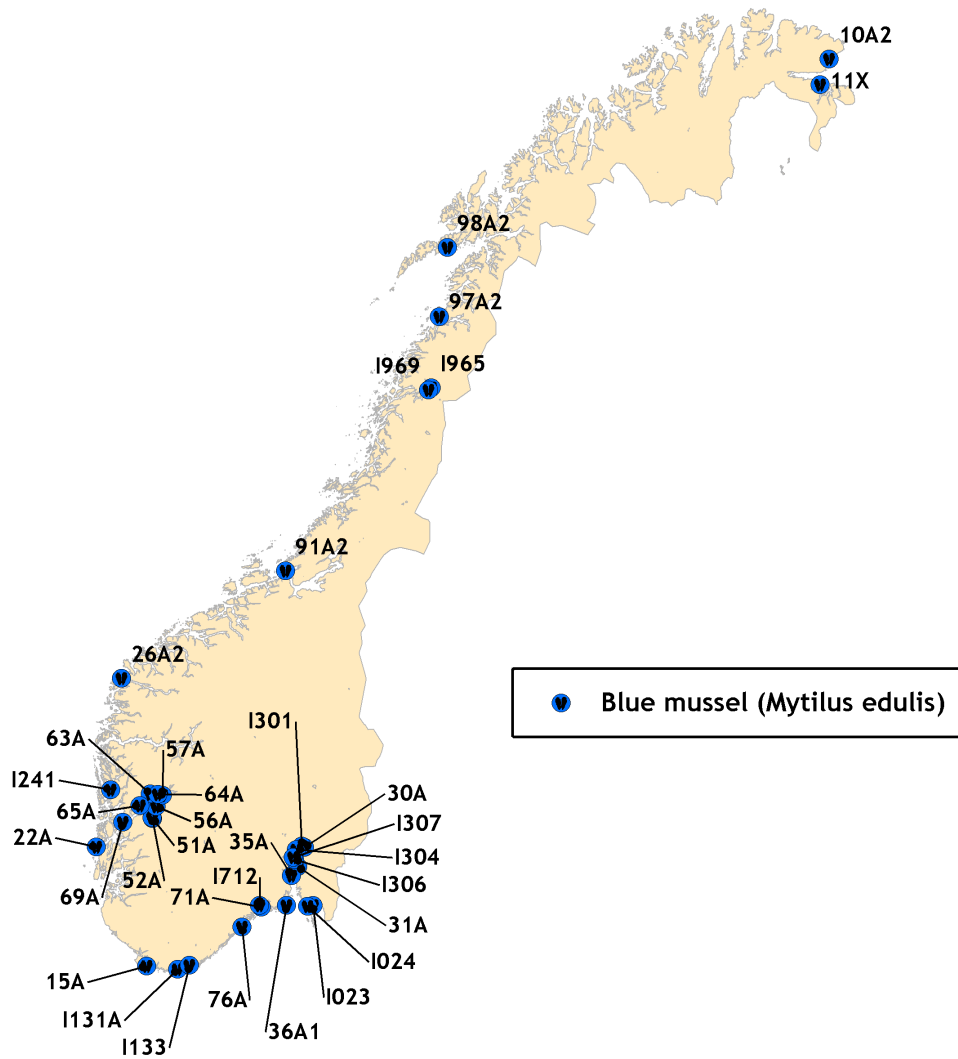 10A2
11X
98A2
97A2
I969
I965
91A2
26A2
Blue mussel (Mytilus edulis)
I301
63A
57A
I241
64A
30A
65A
56A
I307
22A
51A
35A
I304
52A
I712
I306
69A
71A
31A
I024
15A
76A
I023
I131A
36A1
I133